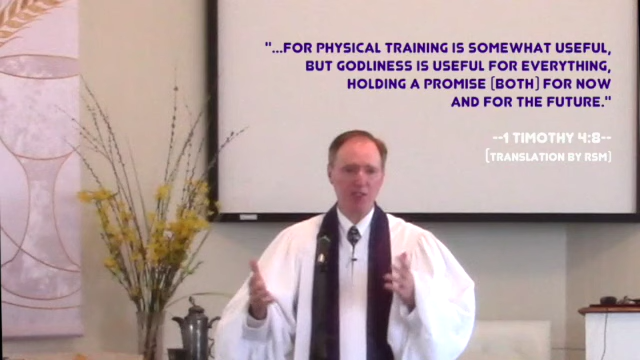 "...FOR PHYSICAL TRAINING IS SOMEWHAT USEFUL,
BUT GODLINESS IS USEFUL FOR EVERYTHING,
HOLDING A PROMISE [BOTH] FOR NOW
AND FOR THE FUTURE."
--1 TIMOTHY 4:8--
[TRANSLATION BY RSM]